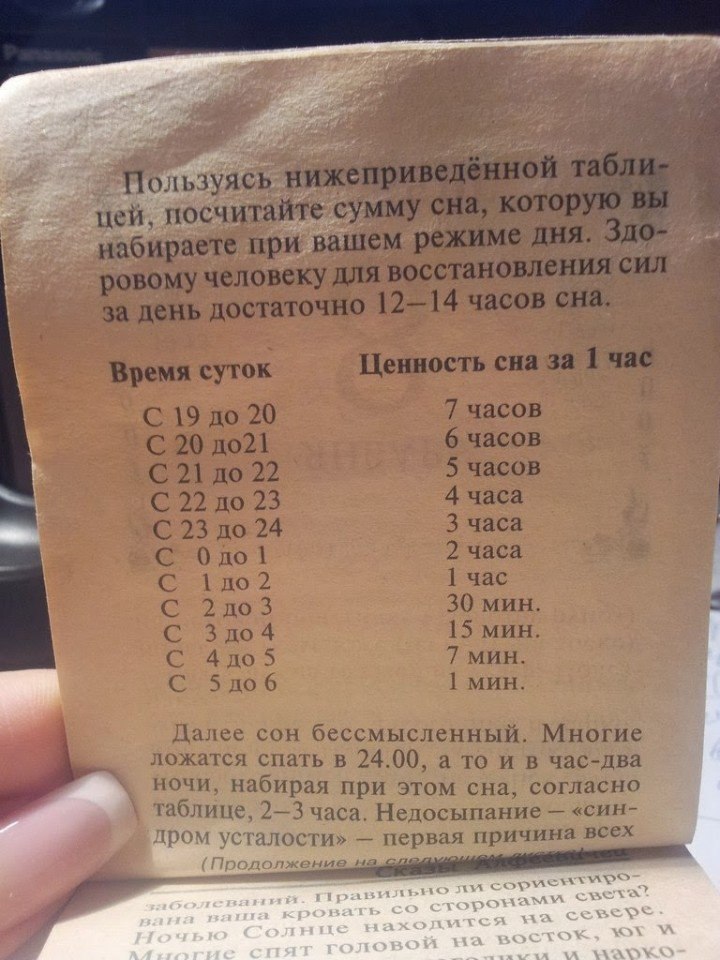 Пользуясь нижеприведённой табли-
цей, посчитайте сумму сна, которую вы
набираете при вашем режиме дня. Здо-
ровому человеку для восстановления сил
за день достаточно 12–14 часов сна.
Время суток Ценность сна за 1 час
С 19 до 20 7 часов
С 20 до21 6 часов
С 21 до 22 5 часов
С 22 до 23 4 часа
С 23 до 24 3 часа
С 0 до 1 2 часа
С 1 до 2 1 час
С 2 до 3 30 мин.
С 3 до 4 15 мин.
С 4 до 5 7 мин.
С 5 до 6 1 мин.
Далее сон бессмысленный. Многие
ложатся спать в 24.00, а то и в час-два
ночи, набирая при этом сна, согласно
таблице, 2–3 часа. Недосыпание – «син-
дром усталости» – первая причина всех
(Продолжение на следующем
Сказы
заболеваний. Правильно ли сориентиро-
вана ваша кровать со сторонами света?
Ночью Солнце находится на севере.
Многие спят головой на восток, юг и
и нарко-